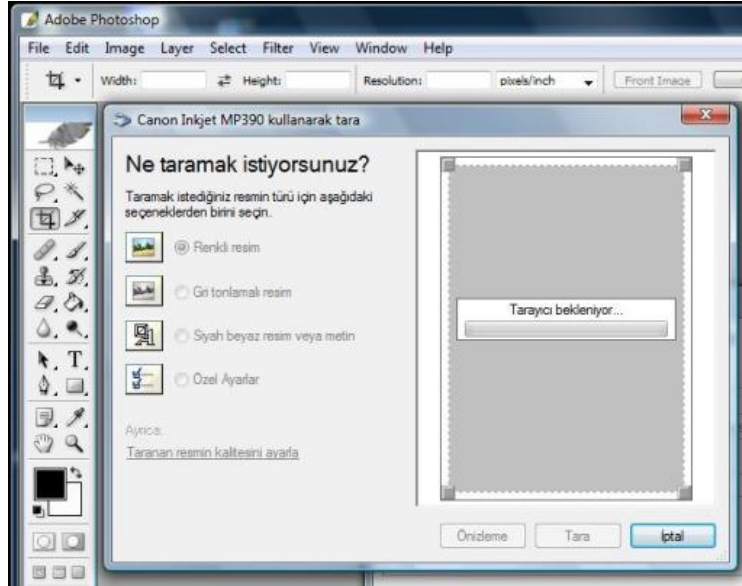 Adobe Photoshop
File Edit Image Layer Select Filter View Window Help
Width: Height: Resolution: pixels/inch Front Image
Canon Inkjet MP390 kullanarak tara
Ne taramak istiyorsunuz?
Taramak istediğiniz resmin türü için aşağıdaki
seçeneklerden birini seçin.
Renkli resim
Gri tonlamalı resim
Siyah beyaz resim veya metin
Özel Ayarlar
Ayrıca:
Taranan resmin kalitesini ayarla
Tarayıcı bekleniyor...
Önizleme Tara İptal